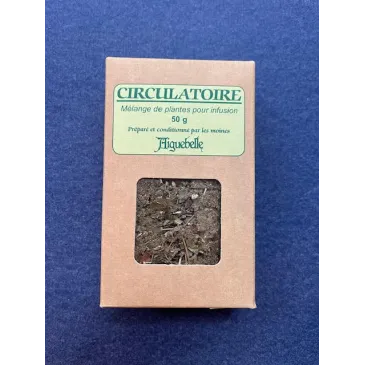 CIRCULATOIRE
Mélange de plantes pour infusion
50 g
Préparé et conditionné par les moines
Aiguebelle